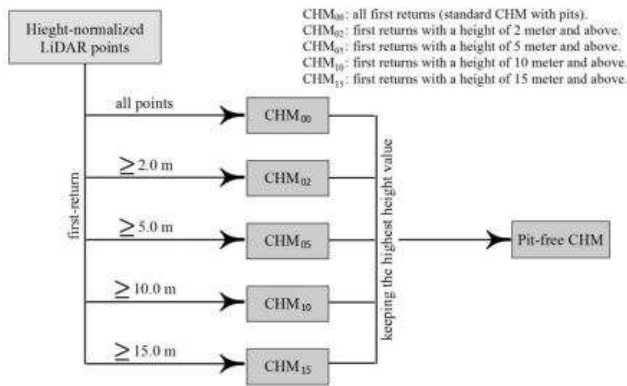 Hieght-normalized
LiDAR points
CHM00: all first returns (standard CHM with pits).
CHM02: first returns with a height of 2 meter and above.
CHM05: first returns with a height of 5 meter and above.
CHM10: first returns with a height of 10 meter and above.
CHM15: first returns with a height of 15 meter and above.
first-return
all points
CHM00
≥ 2.0 m
CHM02
≥ 5.0 m
CHM05
≥ 10.0 m
CHM10
≥ 15.0 m
CHM15
keeping the highest height value
Pit-free CHM